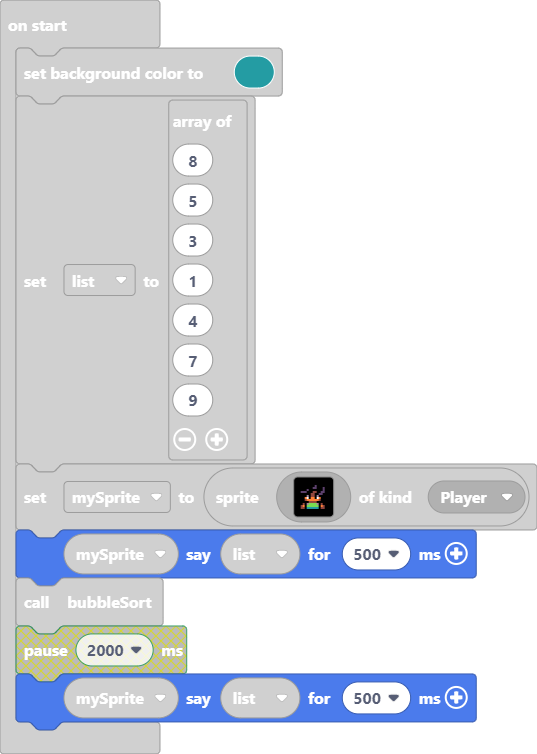 on start
set background color to
array of
8
5
3
1
4
7
9
set list to
set mySprite to sprite of kind Player
mySprite say list for 500 ms
call bubbleSort
pause 2000 ms
mySprite say list for 500 ms